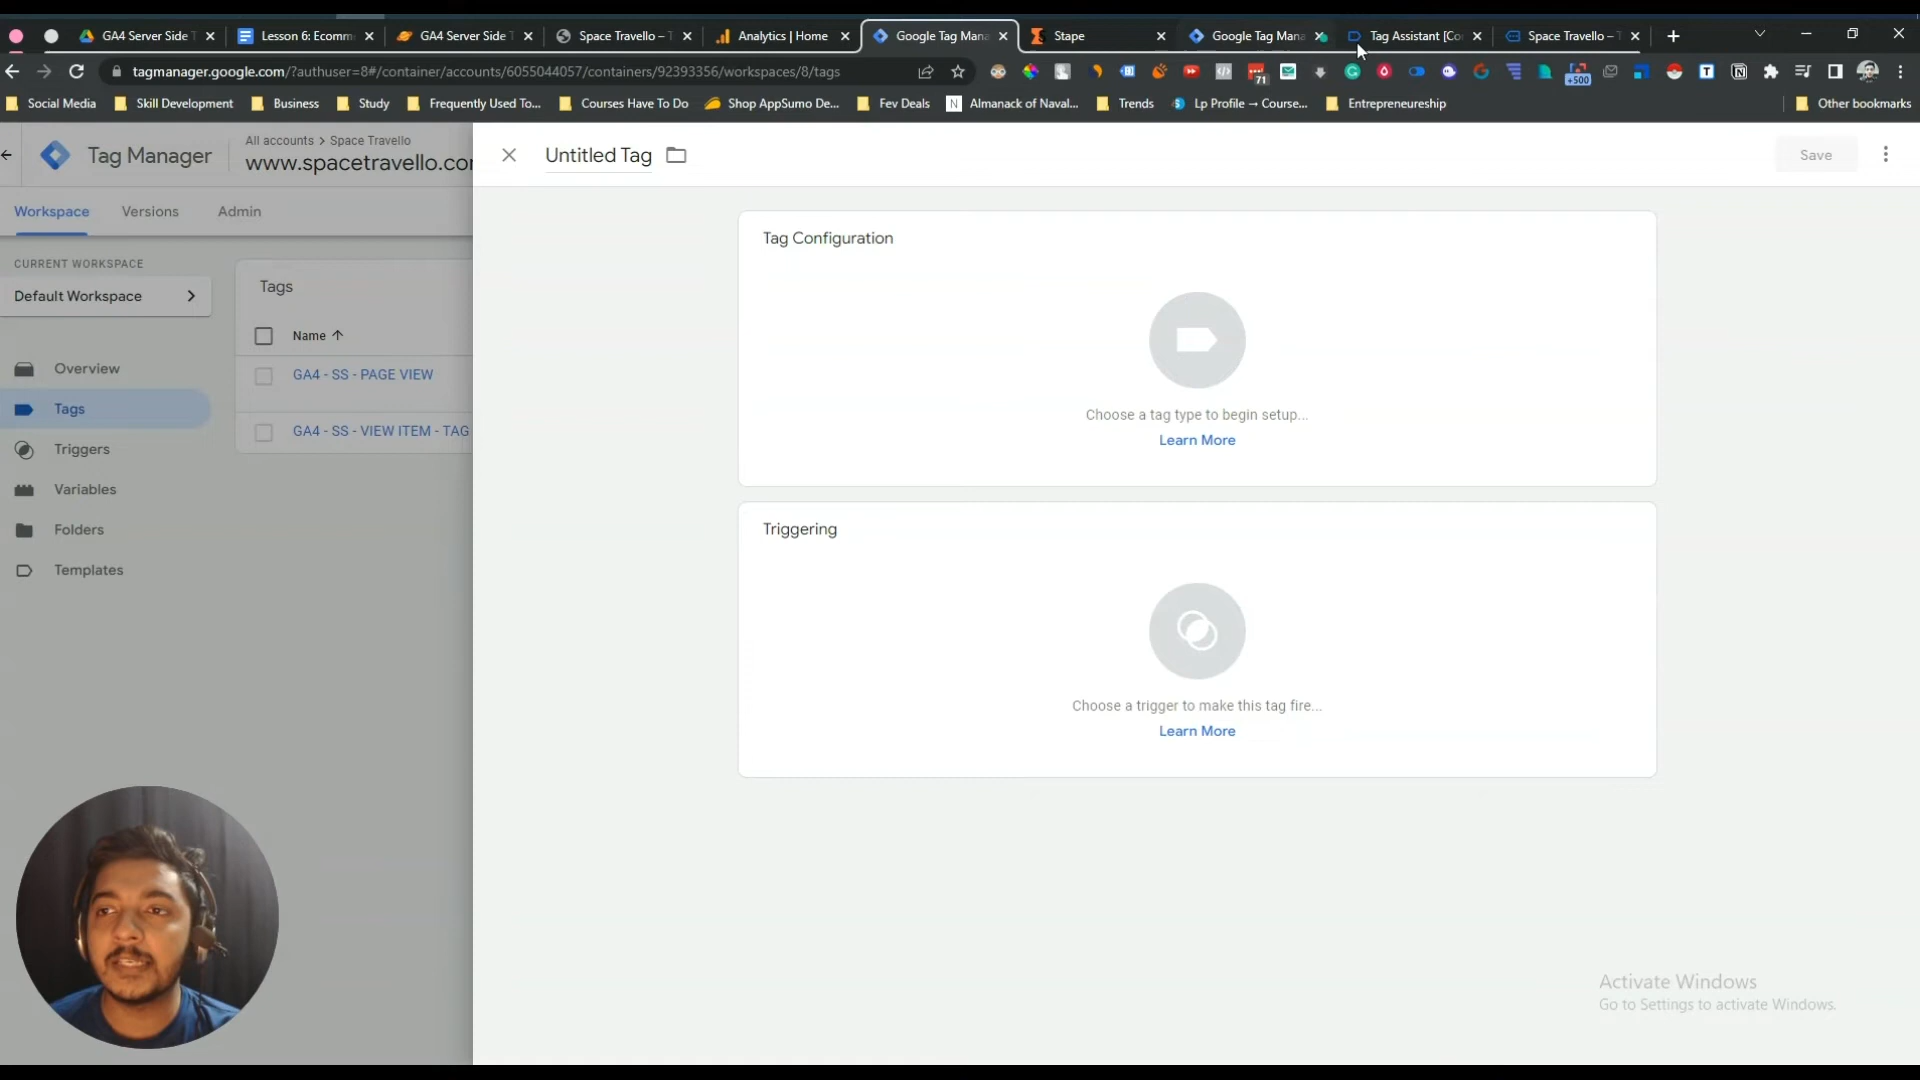 GA4 Server Side T
Lesson 6: Ecomm
GA4 Server Side T
Space Travello – T
Analytics | Home
Google Tag Mana
Stape
Google Tag Mana
Tag Assistant [Co
Space Travello – T
tagmanager.google.com/?authuser=8#/container/accounts/6055044057/containers/92393356/workspaces/8/tags
71
+500
Social Media
Skill Development
Business
Study
Frequently Used To...
Courses Have To Do
Shop AppSumo De...
Fev Deals
Almanack of Naval...
Trends
Lp Profile → Course...
Entrepreneurship
Other bookmarks
Tag Manager
All accounts > Space Travello
www.spacetravello.com
Untitled Tag
Save
Workspace
Versions
Admin
CURRENT WORKSPACE
Default Workspace
Overview
Tags
Triggers
Variables
Folders
Templates
Tags
Name
GA4 - SS - PAGE VIEW
GA4 - SS - VIEW ITEM - TAG
Tag Configuration
Choose a tag type to begin setup...
Learn More
Triggering
Choose a trigger to make this tag fire...
Learn More
Activate Windows
Go to Settings to activate Windows.